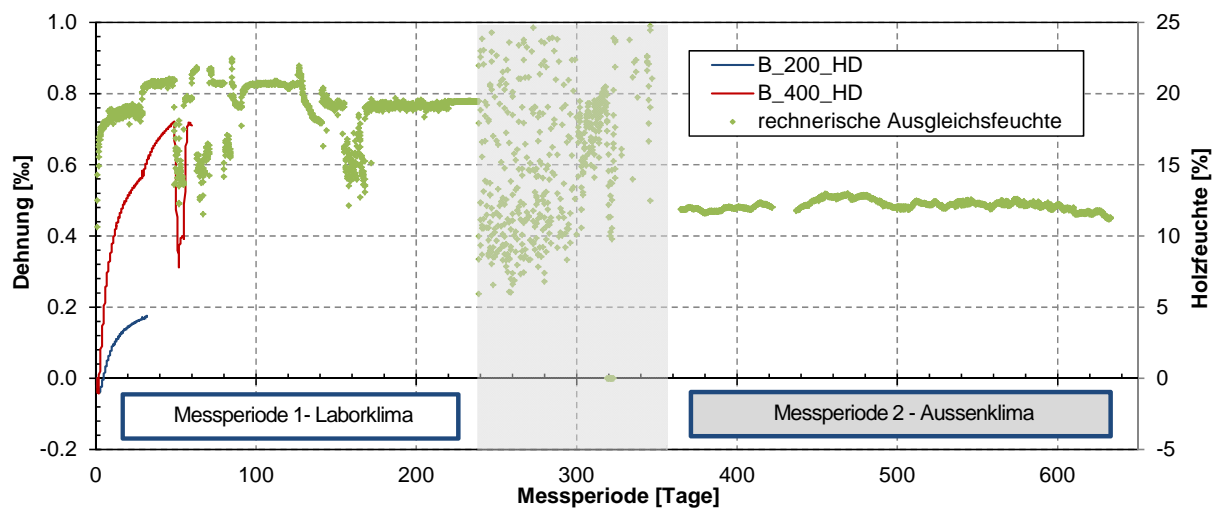 1.0
0.8
0.6
0.4
0.2
0.0
-0.2
Dehnung [‰]
25
20
15
10
5
0
-5
Holzfeuchte [%]
B_200_HD
B_400_HD
rechnerische Ausgleichsfeuchte
Messperiode 1- Laborklima
Messperiode 2 - Aussenklima
0 100 200 300 400 500 600
Messperiode [Tage]